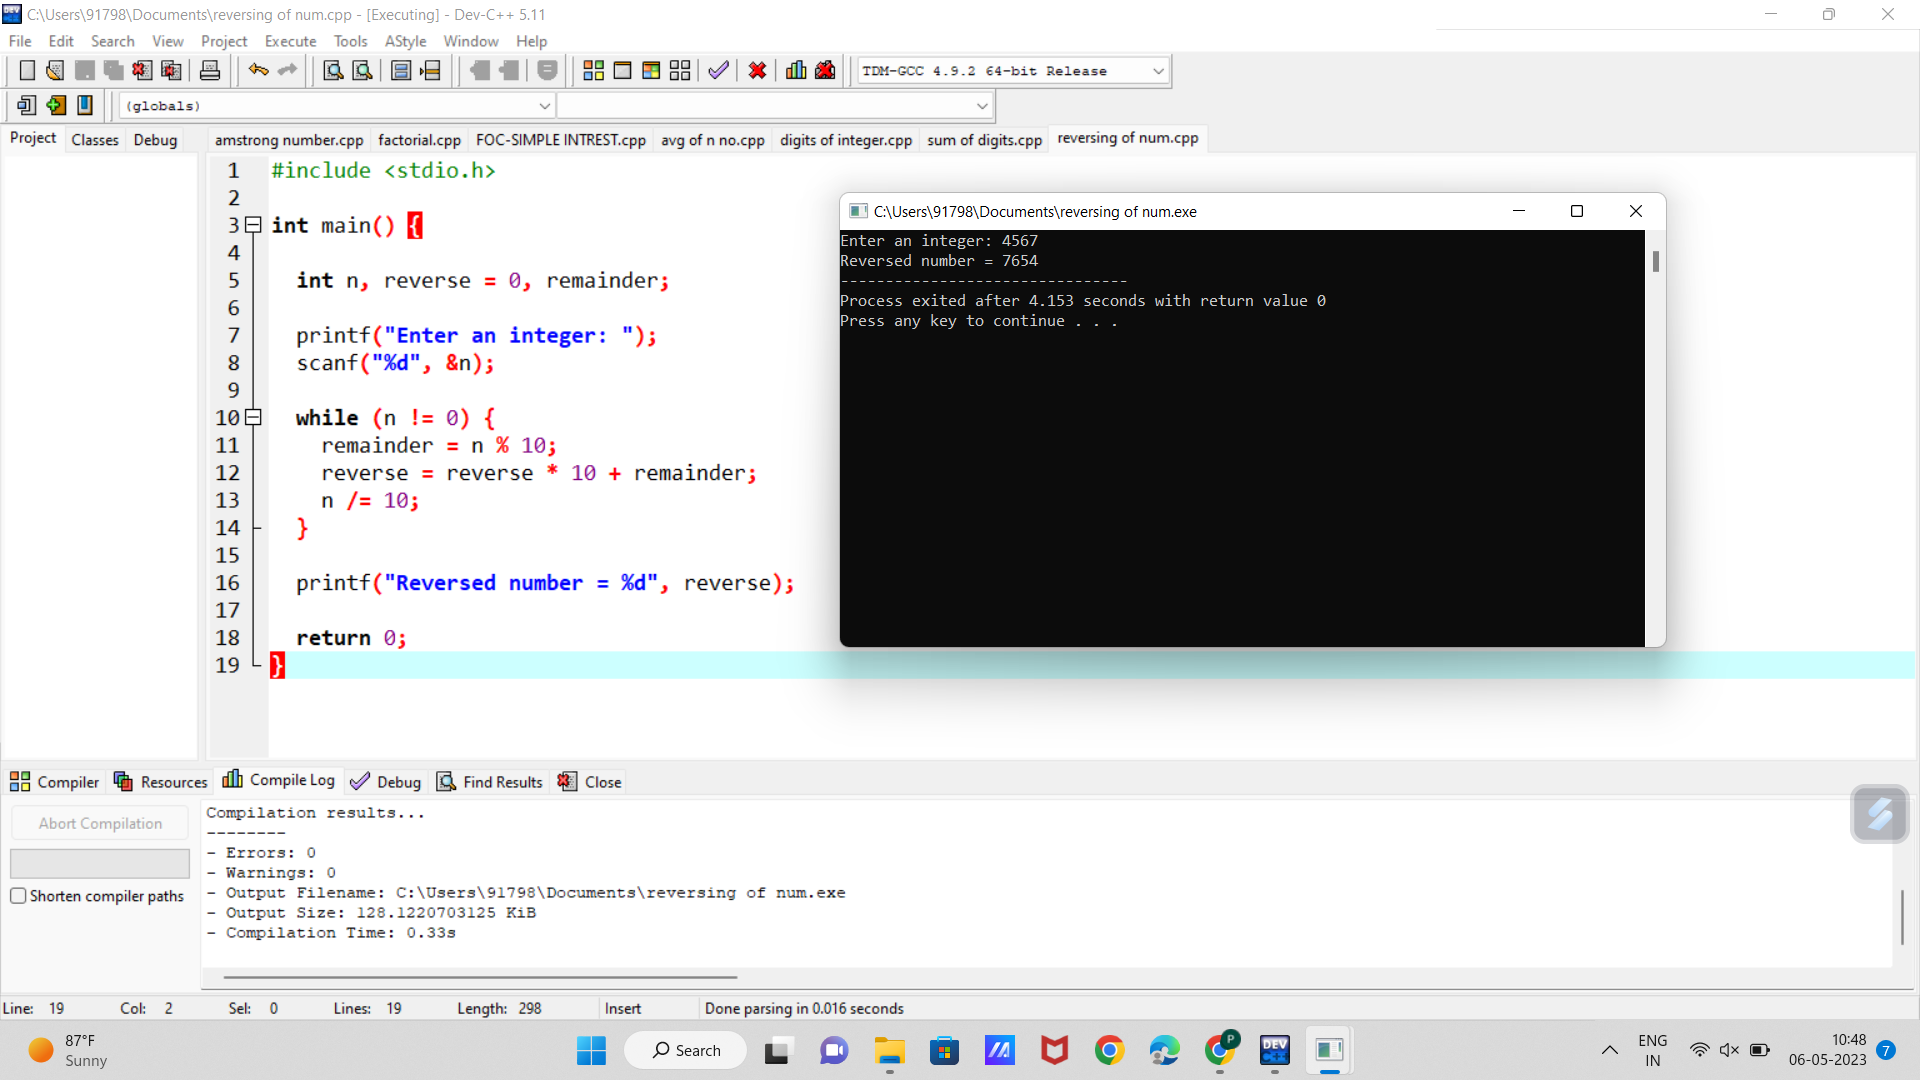 C:\Users\91798\Documents\reversing of num.cpp - [Executing] - Dev-C++ 5.11
File Edit Search View Project Execute Tools AStyle Window Help
TDM-GCC 4.9.2 64-bit Release
(globals)
Project Classes Debug
amstrong number.cpp factorial.cpp FOC-SIMPLE INTREST.cpp avg of n no.cpp digits of integer.cpp sum of digits.cpp reversing of num.cpp
1 #include <stdio.h>
2
3 int main() {
4
5 int n, reverse = 0, remainder;
6
7 printf("Enter an integer: ");
8 scanf("%d", &n);
9
10 while (n != 0) {
11 remainder = n % 10;
12 reverse = reverse * 10 + remainder;
13 n /= 10;
14 }
15
16 printf("Reversed number = %d", reverse);
17
18 return 0;
19 }
C:\Users\91798\Documents\reversing of num.exe
Enter an integer: 4567
Reversed number = 7654
--------------------------------
Process exited after 4.153 seconds with return value 0
Press any key to continue . . .
Compiler Resources Compile Log Debug Find Results Close
Abort Compilation
Shorten compiler paths
Compilation results...
--------
- Errors: 0
- Warnings: 0
- Output Filename: C:\Users\91798\Documents\reversing of num.exe
- Output Size: 128.1220703125 KiB
- Compilation Time: 0.33s
Line: 19 Col: 2 Sel: 0 Lines: 19 Length: 298 Insert Done parsing in 0.016 seconds
87°F
Sunny
Search
P
DEV
C++
ENG
IN
10:48
06-05-2023
7